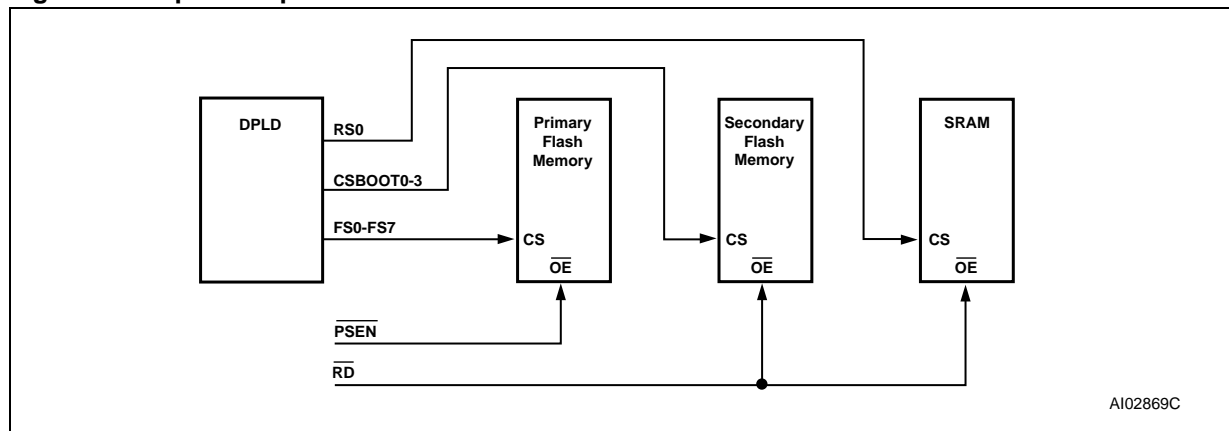 DPLD
RS0
CSBOOT0-3
FS0-FS7
Primary
Flash
Memory
CS
OE
Secondary
Flash
Memory
CS
OE
SRAM
CS
OE
PSEN
RD
AI02869C